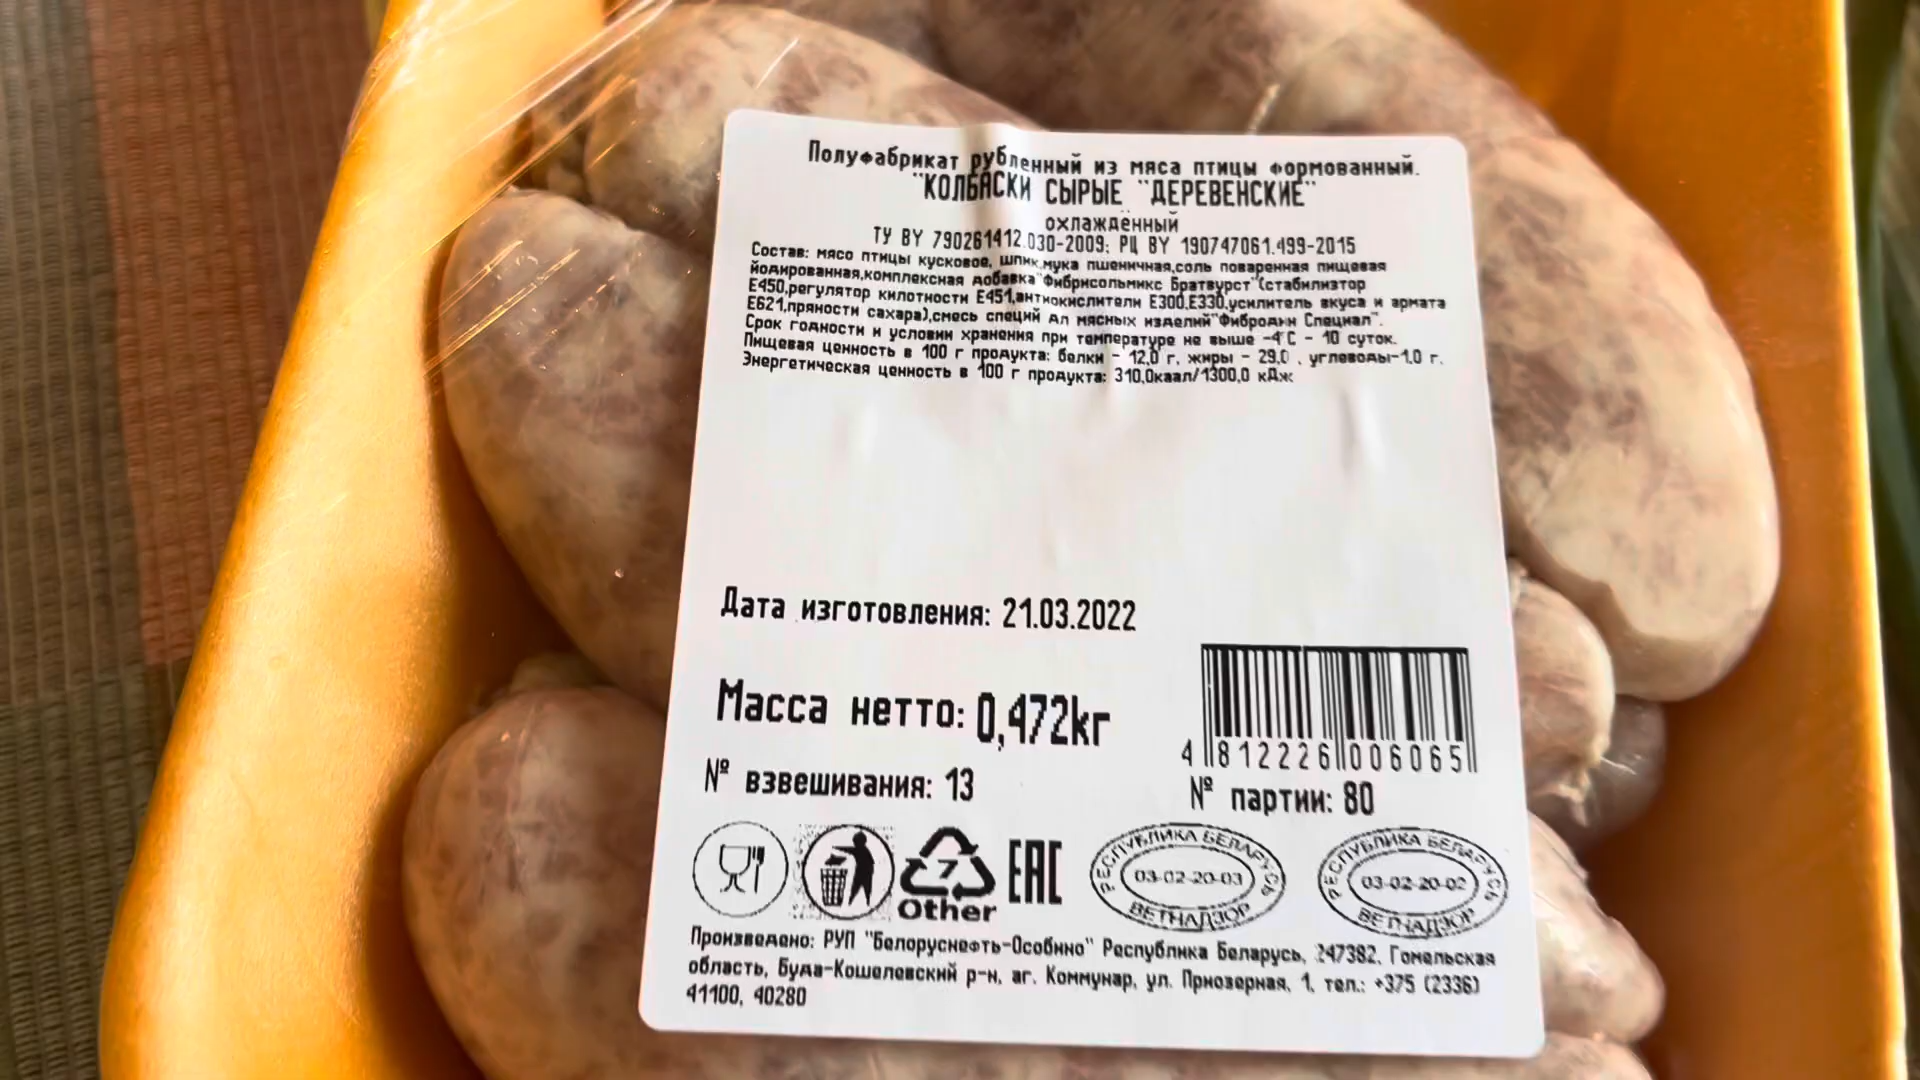 Полуфабрикат рубленный из мяса птицы формованный.
"КОЛБАСКИ СЫРЫЕ "ДЕРЕВЕНСКИЕ"
охлаждённый
ТУ BY 790261412.030-2009; РЦ BY 190747061.499-2015
Состав: мясо птицы кусковое, шпик,мука пшеничная,соль поваренная пищевая
йодированная,комплексная добавка"Фибрисольмикс Братвурст"(стабилизтор
Е450,регулятор килотности Е451,антиокислители Е300,Е330,усилитель вкуса и армата
Е621,пряности сахара),смесь специй дл мясных изделий"Фибродин Специал".
Срок годности и условии хранения при температуре не выше -4°С - 10 суток.
Пищевая ценность в 100 г продукта: белки - 12,0 г, жиры - 29,0 , углеводы-1,0 г.
Энергетическая ценность в 100 г продукта: 310,0каал/1300,0 кДж
Дата изготовления: 21.03.2022
Масса нетто: 0,472кг
4 812226 006065
№ взвешивания: 13
№ партии: 80
7
Other
ЕАС
РЕСПУБЛИКА БЕЛАРУСЬ
03-02-20-03
ВЕТНАДЗОР
РЕСПУБЛИКА БЕЛАРУСЬ
03-02-20-02
ВЕТНАДЗОР
Произведено: РУП "Белоруснефть-Особино" Республика Беларусь, 247382, Гомельская
область, Буда-Кошелевский р-н, аг. Коммунар, ул. Приозерная, 1, тел.: +375 (2336)
41100, 40280